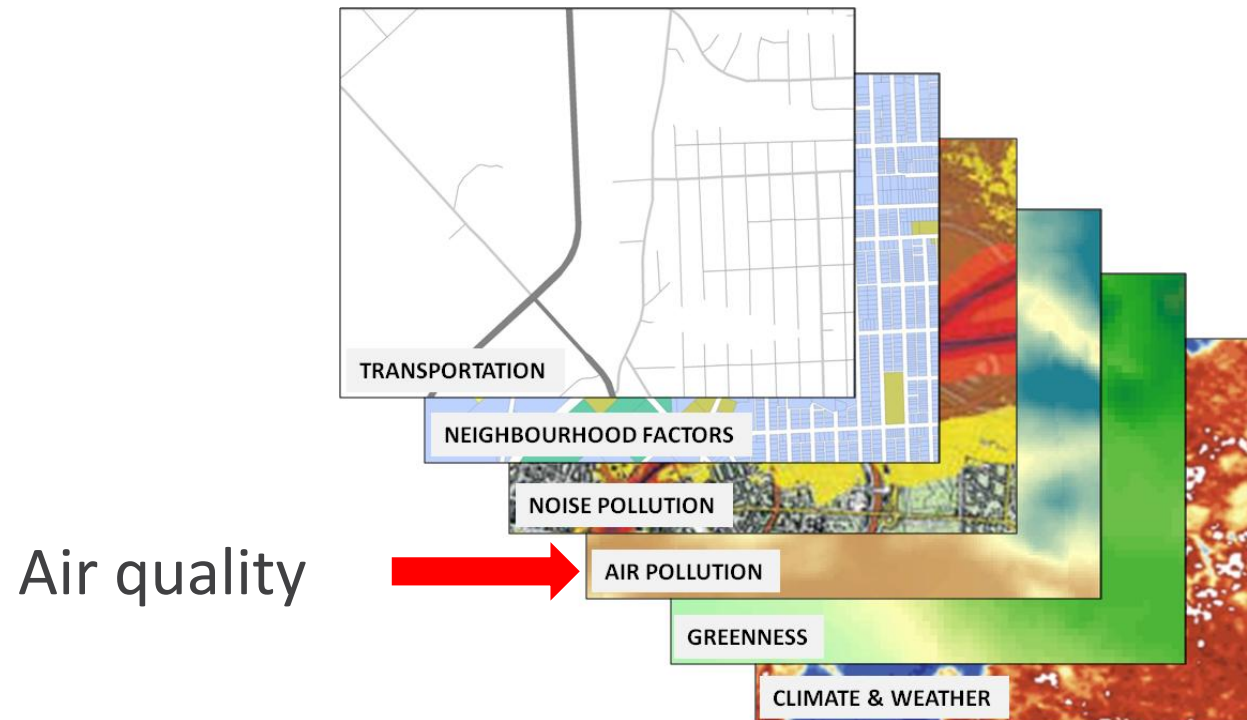 TRANSPORTATION
NEIGHBOURHOOD FACTORS
NOISE POLLUTION
Air quality
AIR POLLUTION
GREENNESS
CLIMATE & WEATHER